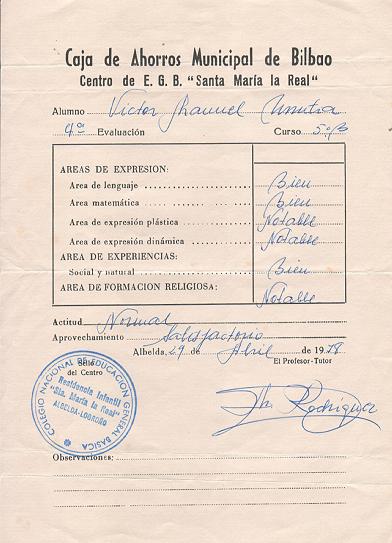 Caja de Ahorros Municipal de Bilbao
Centro de E. G. B. "Santa María la Real"
Alumno Victor Manuel
4ª Evaluación Curso 5º B
AREAS DE EXPRESION:
Area de lenguaje Bien
Area matemática Bien
Area de expresión plástica Notable
Area de expresión dinámica Notable
AREA DE EXPERIENCIAS:
Social y natural Bien
AREA DE FORMACION RELIGIOSA: Notable
Actitud Normal
Aprovechamiento Satisfactorio
Albelda, 29 de Abril de 1978
Sello del Centro
El Profesor-Tutor
COLEGIO NACIONAL DE EDUCACION GENERAL BASICA
Residencia Infantil
"Sta. María la Real"
ALBELDA-LOGROÑO
Rodríguez
Observaciones: